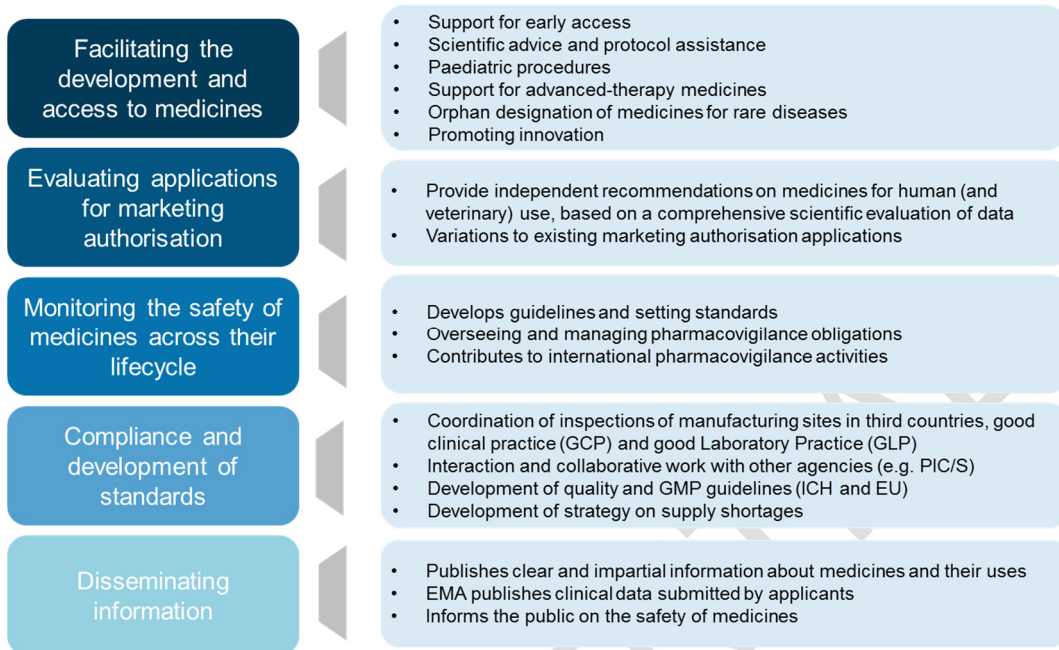 Facilitating the
development and
access to medicines
• Support for early access
• Scientific advice and protocol assistance
• Paediatric procedures
• Support for advanced-therapy medicines
• Orphan designation of medicines for rare diseases
• Promoting innovation
Evaluating applications
for marketing
authorisation
• Provide independent recommendations on medicines for human (and
veterinary) use, based on a comprehensive scientific evaluation of data
• Variations to existing marketing authorisation applications
Monitoring the safety of
medicines across their
lifecycle
• Develops guidelines and setting standards
• Overseeing and managing pharmacovigilance obligations
• Contributes to international pharmacovigilance activities
Compliance and
development of
standards
• Coordination of inspections of manufacturing sites in third countries, good
clinical practice (GCP) and good Laboratory Practice (GLP)
• Interaction and collaborative work with other agencies (e.g. PIC/S)
• Development of quality and GMP guidelines (ICH and EU)
• Development of strategy on supply shortages
Disseminating
information
• Publishes clear and impartial information about medicines and their uses
• EMA publishes clinical data submitted by applicants
• Informs the public on the safety of medicines